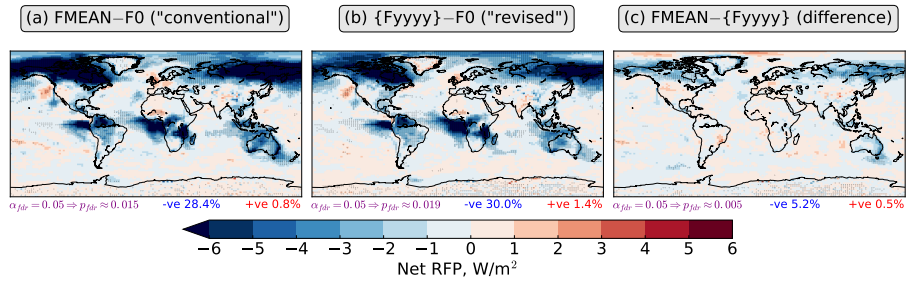 (a) FMEAN−F0 ("conventional")
(b) {Fyyyy}−F0 ("revised")
(c) FMEAN−{Fyyyy} (difference)
α_fdr = 0.05 ⇒ p_fdr ≈ 0.015 -ve 28.4% +ve 0.8%
α_fdr = 0.05 ⇒ p_fdr ≈ 0.019 -ve 30.0% +ve 1.4%
α_fdr = 0.05 ⇒ p_fdr ≈ 0.005 -ve 5.2% +ve 0.5%
−6 −5 −4 −3 −2 −1 0 1 2 3 4 5 6
Net RFP, W/m²